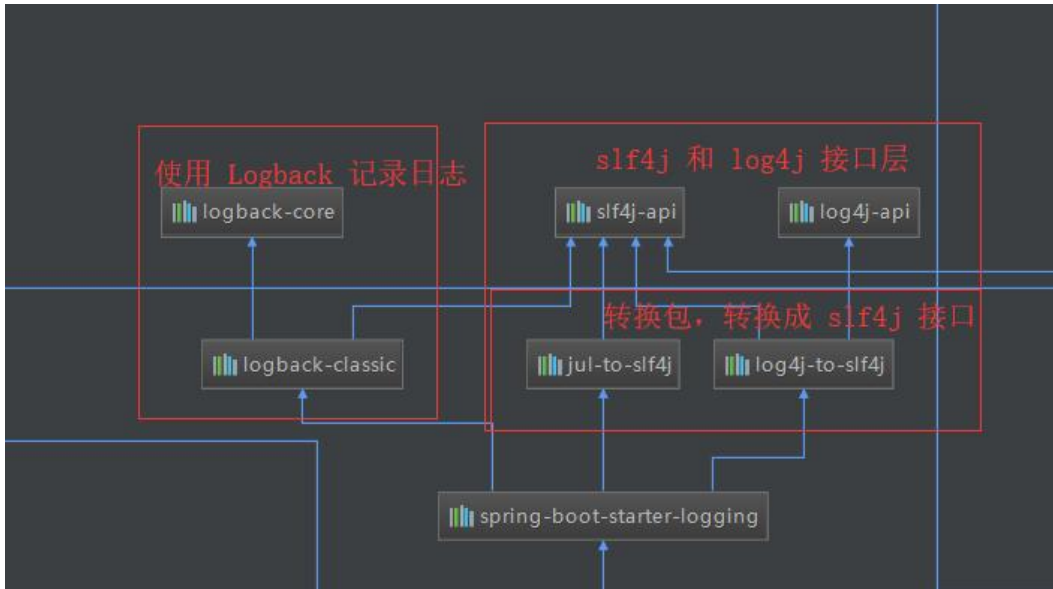 使用 Logback 记录日志
slf4j 和 log4j 接口层
logback-core
slf4j-api
log4j-api
转换包，转换成 slf4j 接口
logback-classic
jul-to-slf4j
log4j-to-slf4j
spring-boot-starter-logging